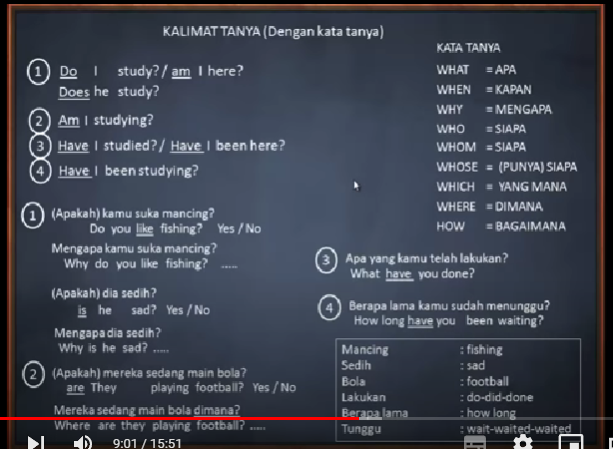 KALIMAT TANYA (Dengan kata tanya)
1 Do I study? / am I here?
Does he study?
2 Am I studying?
3 Have I studied? / Have I been here?
4 Have I been studying?
KATA TANYA
WHAT = APA
WHEN = KAPAN
WHY = MENGAPA
WHO = SIAPA
WHOM = SIAPA
WHOSE = (PUNYA) SIAPA
WHICH = YANG MANA
WHERE = DIMANA
HOW = BAGAIMANA
1 (Apakah) kamu suka mancing?
Do you like fishing? Yes / No
Mengapa kamu suka mancing?
Why do you like fishing? .....
(Apakah) dia sedih?
is he sad? Yes / No
Mengapa dia sedih?
Why is he sad? .....
2 (Apakah) mereka sedang main bola?
are They playing football? Yes / No
Mereka sedang main bola dimana?
Where are they playing football? .....
3 Apa yang kamu telah lakukan?
What have you done?
4 Berapa lama kamu sudah menunggu?
How long have you been waiting?
Mancing : fishing
Sedih : sad
Bola : football
Lakukan : do-did-done
Berapa lama : how long
Tunggu : wait-waited-waited
9:01 / 15:51